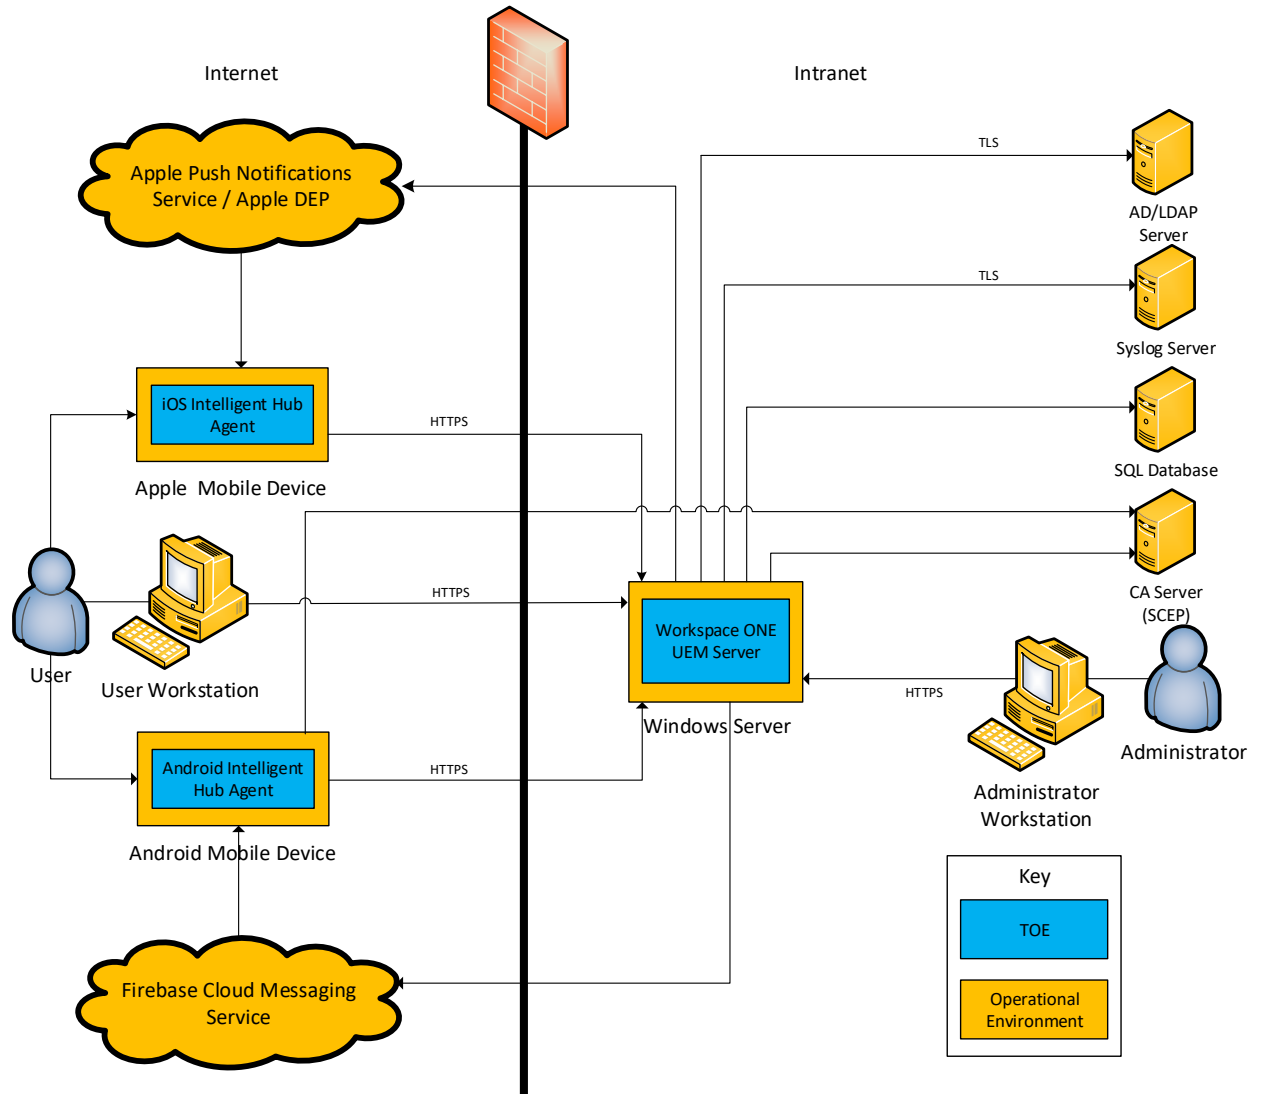 Internet
Intranet
Apple Push Notifications
Service / Apple DEP
TLS
AD/LDAP
Server
TLS
Syslog Server
iOS Intelligent Hub
Agent
HTTPS
Apple  Mobile Device
SQL Database
CA Server
(SCEP)
HTTPS
User
User Workstation
Workspace ONE
UEM Server
Windows Server
HTTPS
Administrator
Administrator
Workstation
Android Intelligent
Hub Agent
HTTPS
Android Mobile Device
Key
TOE
Operational
Environment
Firebase Cloud Messaging
Service